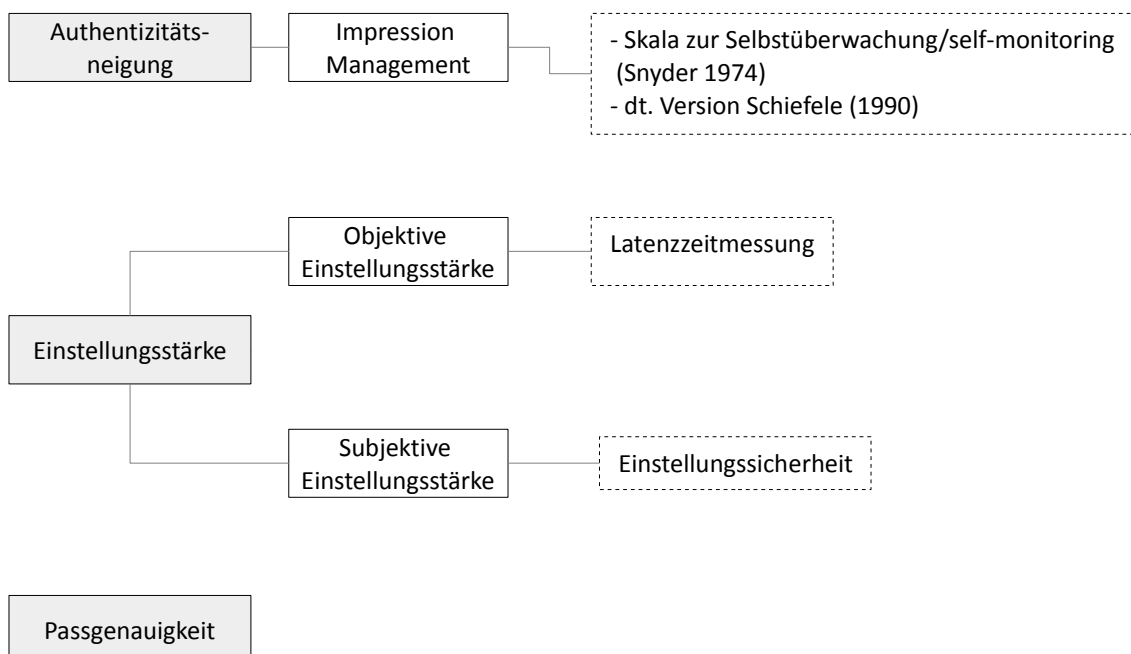 Authentizitäts-
neigung
Impression
Management
- Skala zur Selbstüberwachung/self-monitoring
(Snyder 1974)
- dt. Version Schiefele (1990)
Objektive
Einstellungsstärke
Latenzzeitmessung
Einstellungsstärke
Subjektive
Einstellungsstärke
Einstellungssicherheit
Passgenauigkeit